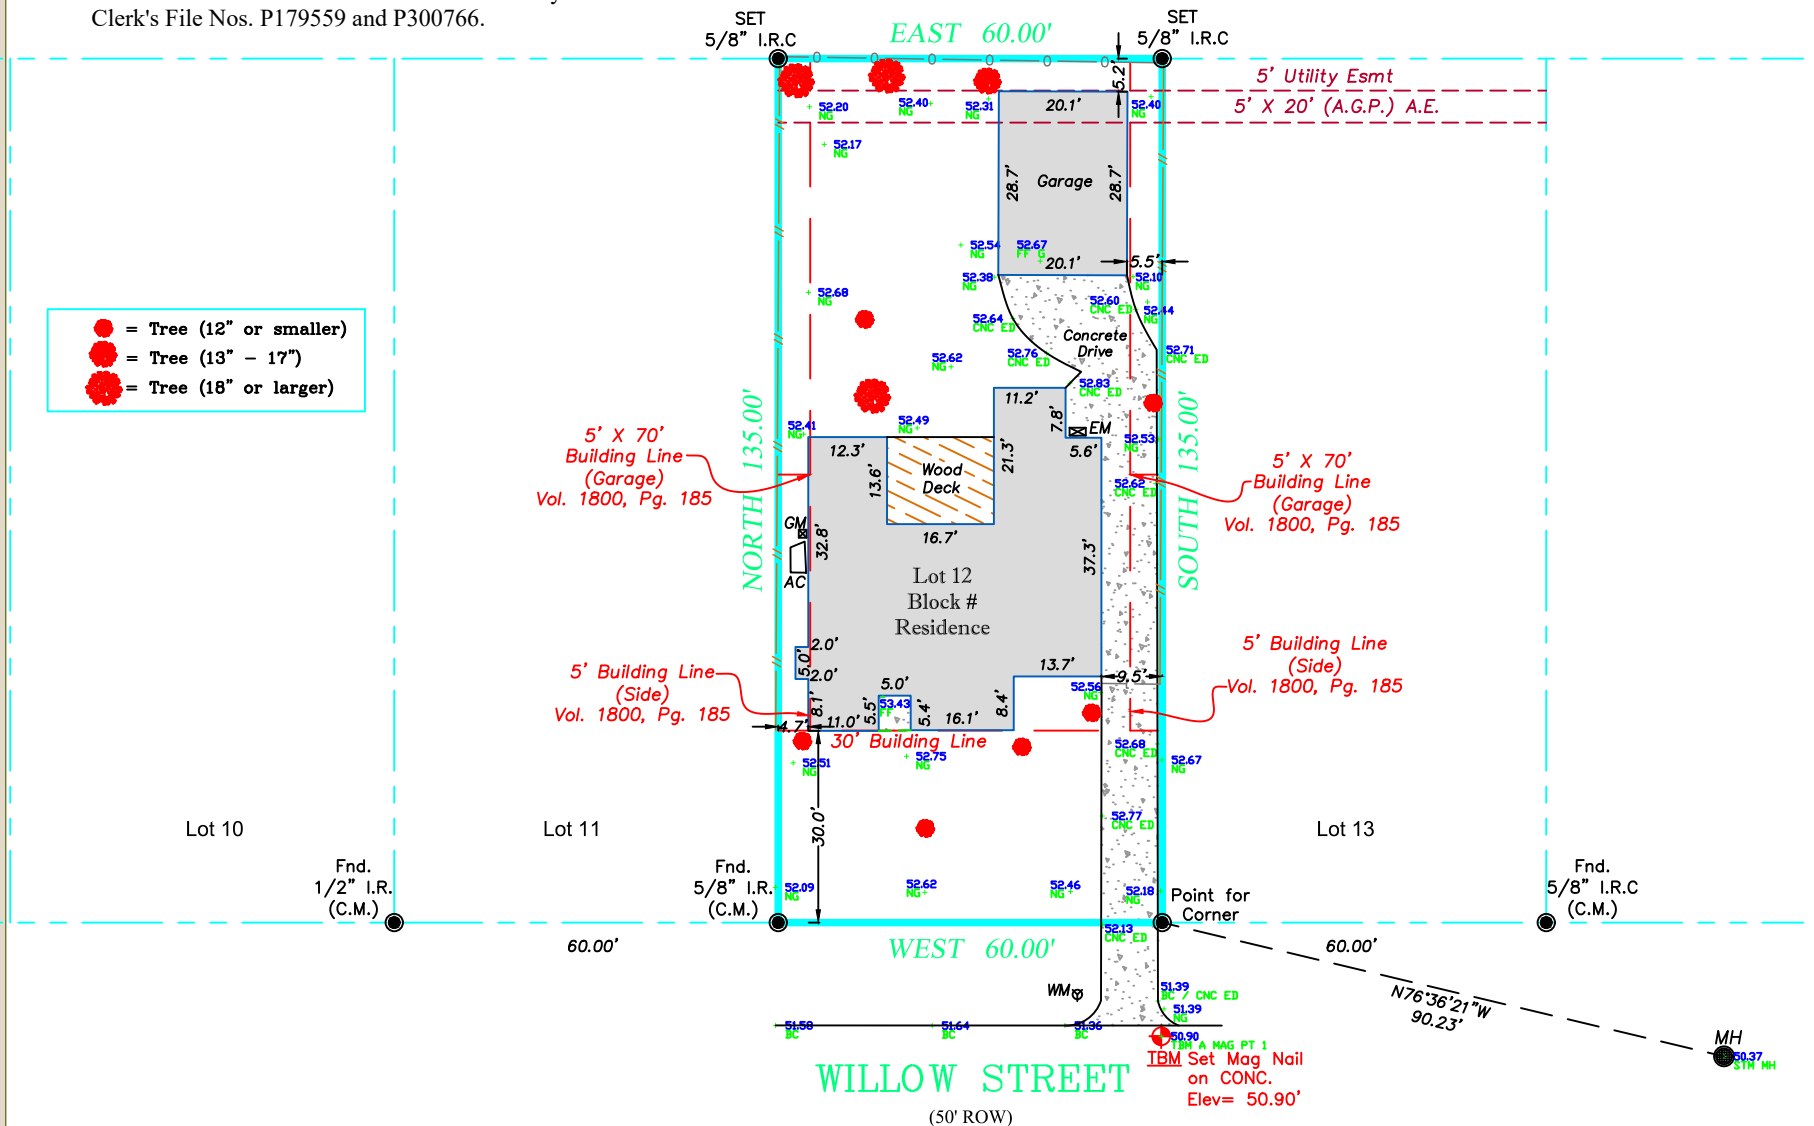 Clerk's File Nos. P179559 and P300766.
SET
5/8" I.R.C
EAST 60.00'
SET
5/8" I.R.C
5.2'
5' Utility Esmt
5' X 20' (A.G.P.) A.E.
52.20
NG
52.40
NG
52.31
NG
20.1'
52.40
NG
52.17
NG
28.7'
Garage
28.7'
52.54
NG
52.67
FF G
20.1'
5.5'
52.38
NG
52.10
NG
52.68
NG
52.60
CNC ED
52.44
NG
52.64
CNC ED
Concrete
Drive
= Tree (12" or smaller)
= Tree (13" - 17")
= Tree (18" or larger)
52.62
NG
52.76
CNC ED
52.71
CNC ED
52.83
CNC ED
11.2'
7.8'
EM
5.6'
NORTH 135.00'
SOUTH 135.00'
52.41
NG
52.49
NG
52.53
NG
5' X 70'
Building Line
(Garage)
Vol. 1800, Pg. 185
12.3'
13.6'
Wood
Deck
21.3'
16.7'
52.62
CNC ED
5' X 70'
Building Line
(Garage)
Vol. 1800, Pg. 185
GM
AC
32.8'
37.3'
Lot 12
Block #
Residence
2.0'
5.0'
2.0'
5' Building Line
(Side)
Vol. 1800, Pg. 185
8.1'
5.0'
53.43
FF
5.5'
5.4'
8.4'
13.7'
9.5'
52.56
NG
5' Building Line
(Side)
Vol. 1800, Pg. 185
4.7'
11.0'
16.1'
30' Building Line
52.51
NG
52.75
NG
52.68
CNC ED
52.67
NG
30.0'
52.77
CNC ED
Lot 10
Lot 11
Lot 13
Fnd.
1/2" I.R.
(C.M.)
Fnd.
5/8" I.R.
(C.M.)
52.09
NG
52.62
NG
52.46
NG
52.18
NG
Point for
Corner
Fnd.
5/8" I.R.C
(C.M.)
60.00'
WEST 60.00'
52.13
CNC ED
60.00'
WM
51.39
BC / CNC ED
51.39
NG
N76°36'21"W
90.23'
51.58
BC
51.64
BC
51.36
BC
50.90
TBM A MAG PT 1
MH
50.37
STM MH
TBM Set Mag Nail
on CONC.
Elev= 50.90'
WILLOW STREET
(50' ROW)